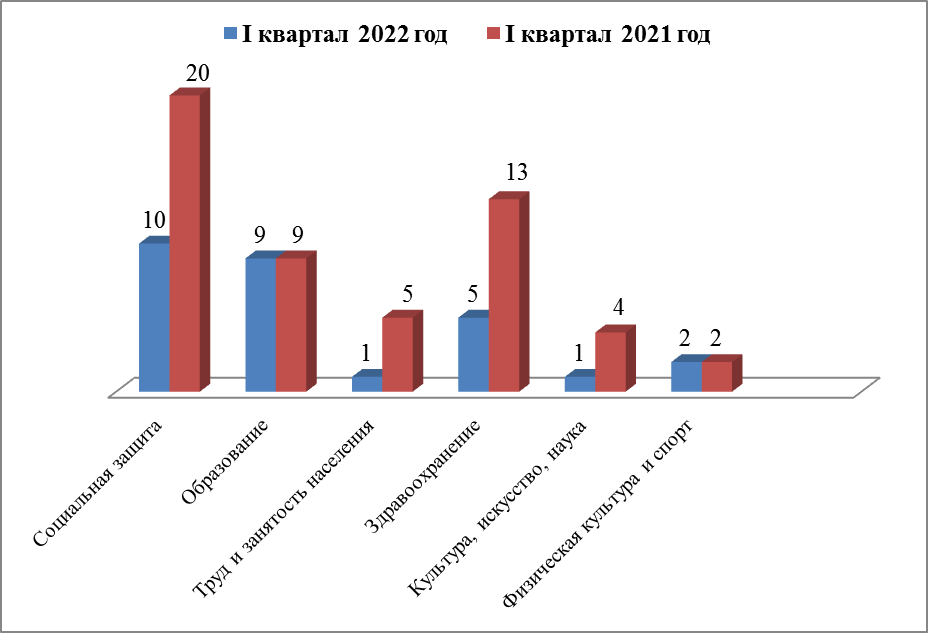 I квартал 2022 год I квартал 2021 год
20
10
9 9
1
5
5
13
1
4
2 2
Социальная защита
Образование
Труд и занятость населения
Здравоохранение
Культура, искусство, наука
Физическая культура и спорт